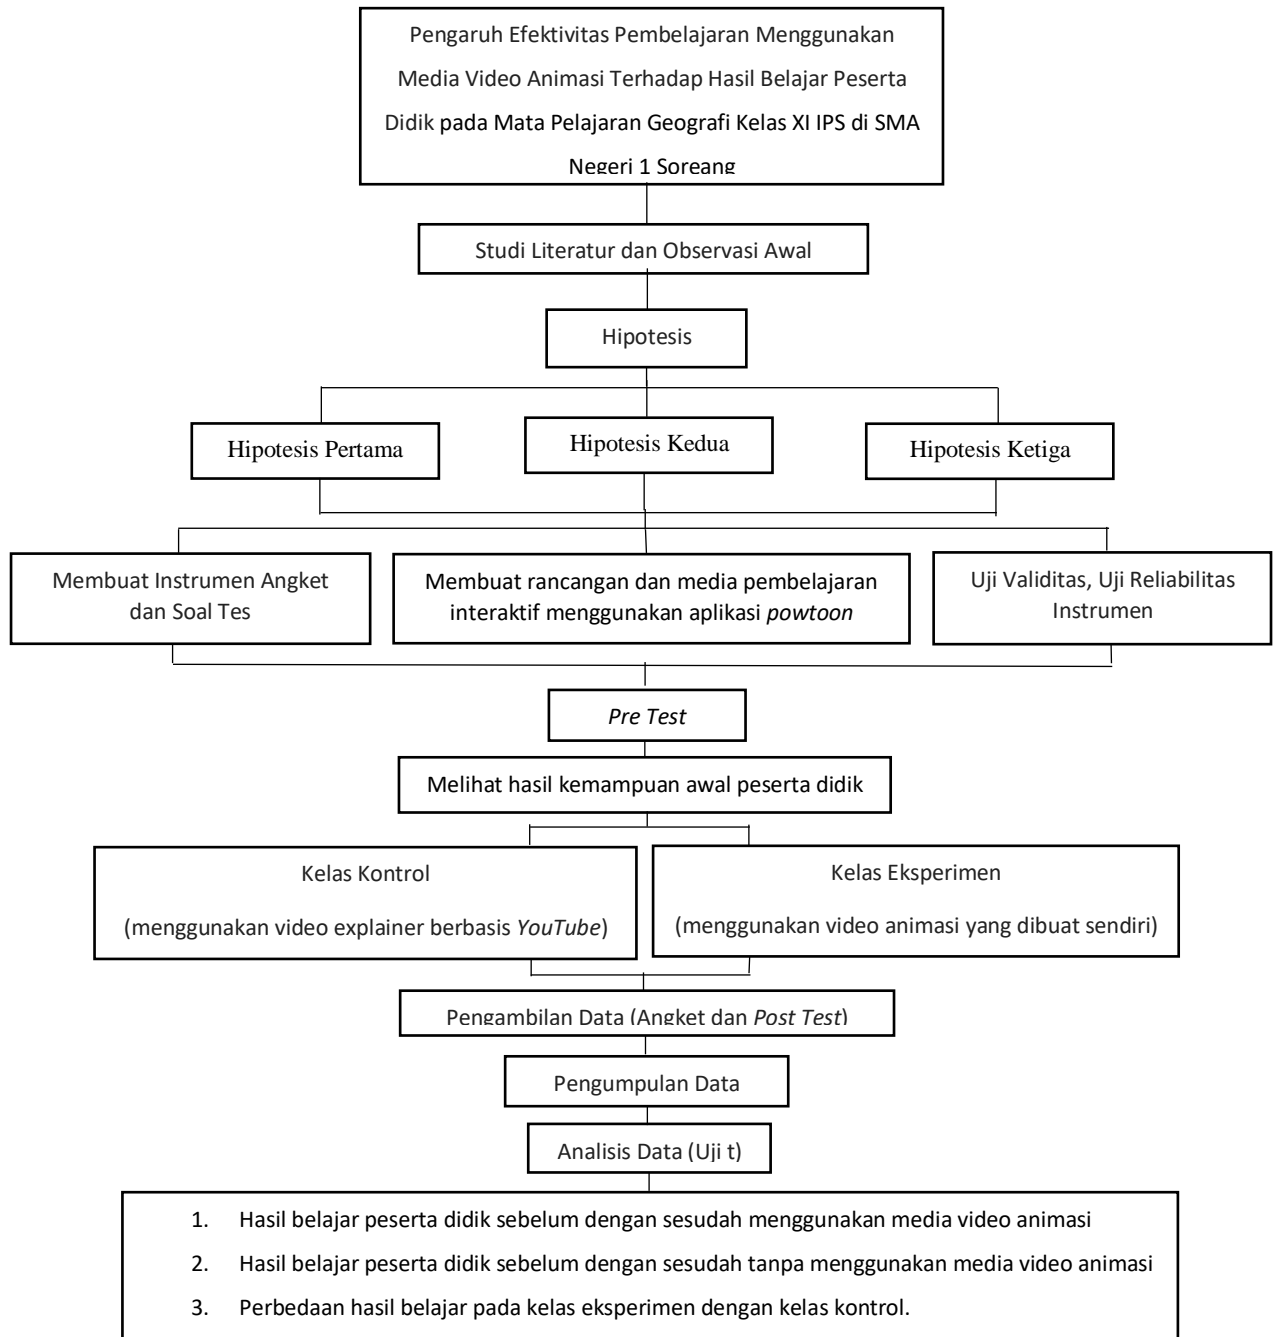 Pengaruh Efektivitas Pembelajaran Menggunakan
Media Video Animasi Terhadap Hasil Belajar Peserta
Didik pada Mata Pelajaran Geografi Kelas XI IPS di SMA
Negeri 1 Soreang
Studi Literatur dan Observasi Awal
Hipotesis
Hipotesis Pertama
Hipotesis Kedua
Hipotesis Ketiga
Membuat Instrumen Angket
dan Soal Tes
Membuat rancangan dan media pembelajaran
interaktif menggunakan aplikasi powtoon
Uji Validitas, Uji Reliabilitas
Instrumen
Pre Test
Melihat hasil kemampuan awal peserta didik
Kelas Kontrol
(menggunakan video explainer berbasis YouTube)
Kelas Eksperimen
(menggunakan video animasi yang dibuat sendiri)
Pengambilan Data (Angket dan Post Test)
Pengumpulan Data
Analisis Data (Uji t)
1. Hasil belajar peserta didik sebelum dengan sesudah menggunakan media video animasi
2. Hasil belajar peserta didik sebelum dengan sesudah tanpa menggunakan media video animasi
3. Perbedaan hasil belajar pada kelas eksperimen dengan kelas kontrol.